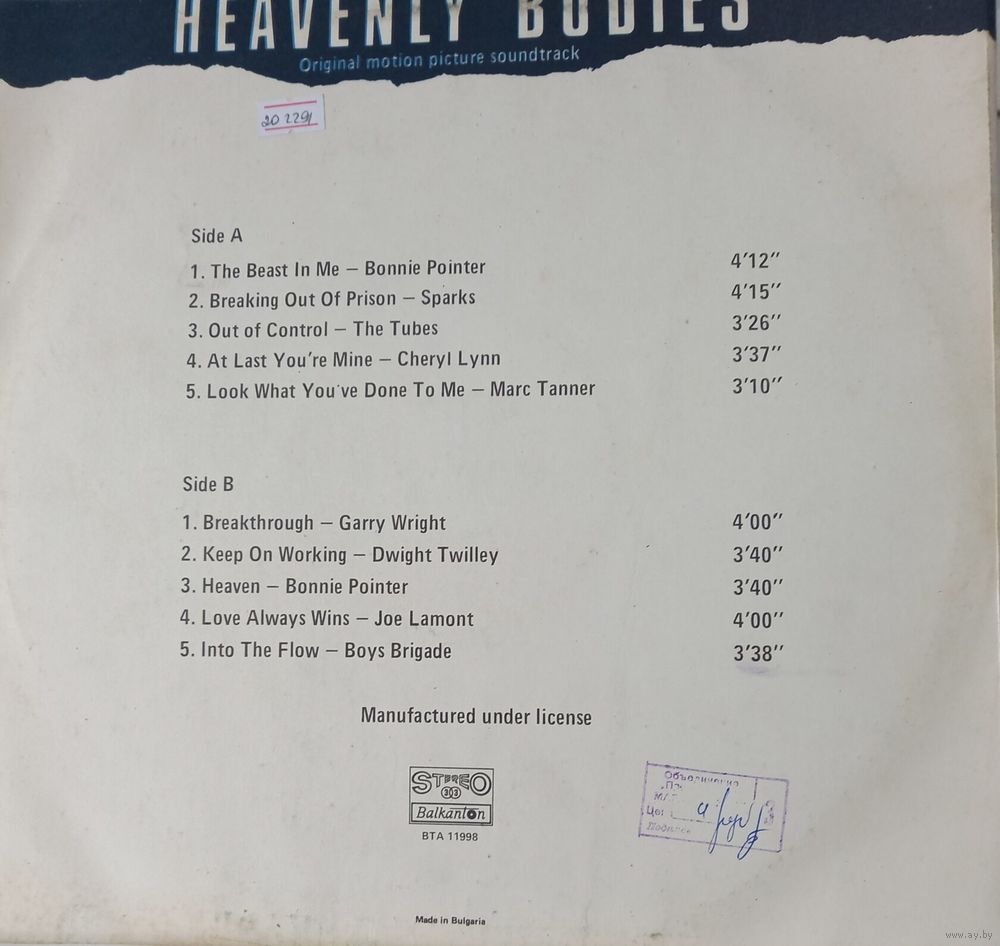 HEAVENLY BODIES
Original motion picture soundtrack
20 2291
Side A
1. The Beast In Me – Bonnie Pointer 4'12"
2. Breaking Out Of Prison – Sparks 4'15"
3. Out of Control – The Tubes 3'26"
4. At Last You're Mine – Cheryl Lynn 3'37"
5. Look What You've Done To Me – Marc Tanner 3'10"
Side B
1. Breakthrough – Garry Wright 4'00"
2. Keep On Working – Dwight Twilley 3'40"
3. Heaven – Bonnie Pointer 3'40"
4. Love Always Wins – Joe Lamont 4'00"
5. Into The Flow – Boys Brigade 3'38"
Manufactured under license
STEREO
303
Balkanton
BTA 11998
Объединение
Made in Bulgaria
www.ay.by